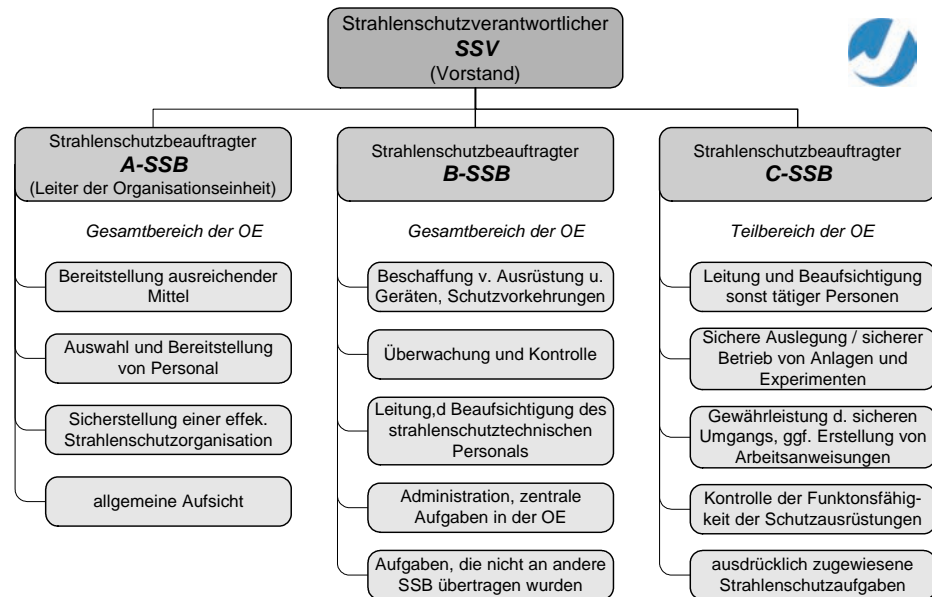 Strahlenschutzverantwortlicher
SSV
(Vorstand)
Strahlenschutzbeauftragter
A-SSB
(Leiter der Organisationseinheit)
Gesamtbereich der OE
Bereitstellung ausreichender
Mittel
Auswahl und Bereitstellung
von Personal
Sicherstellung einer effek.
Strahlenschutzorganisation
allgemeine Aufsicht
Strahlenschutzbeauftragter
B-SSB
Gesamtbereich der OE
Beschaffung v. Ausrüstung u.
Geräten, Schutzvorkehrungen
Überwachung und Kontrolle
Leitung,d Beaufsichtigung des
strahlenschutztechnischen
Personals
Administration, zentrale
Aufgaben in der OE
Aufgaben, die nicht an andere
SSB übertragen wurden
Strahlenschutzbeauftragter
C-SSB
Teilbereich der OE
Leitung und Beaufsichtigung
sonst tätiger Personen
Sichere Auslegung / sicherer
Betrieb von Anlagen und
Experimenten
Gewährleistung d. sicheren
Umgangs, ggf. Erstellung von
Arbeitsanweisungen
Kontrolle der Funktonsfähig-
keit der Schutzausrüstungen
ausdrücklich zugewiesene
Strahlenschutzaufgaben